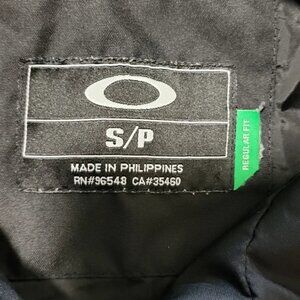 S/P
MADE IN PHILIPPINES
RN#96548 CA#35460
REGULAR FIT